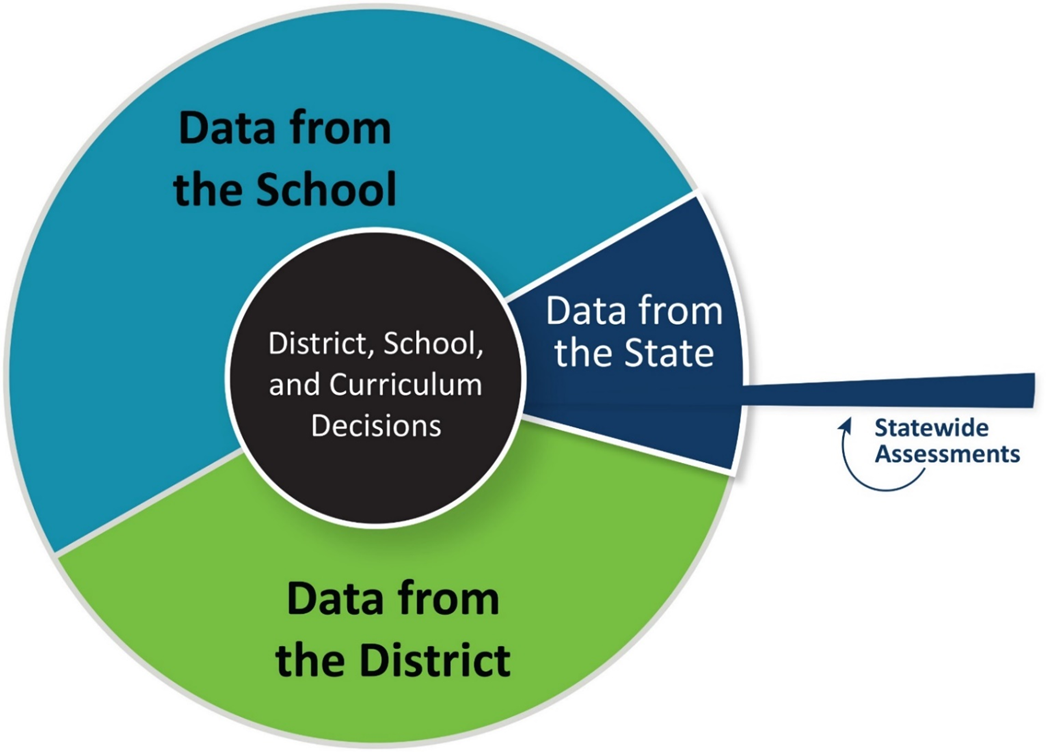 Data from
the School
Data from
the State
District, School,
and Curriculum
Decisions
Statewide
Assessments
Data from
the District